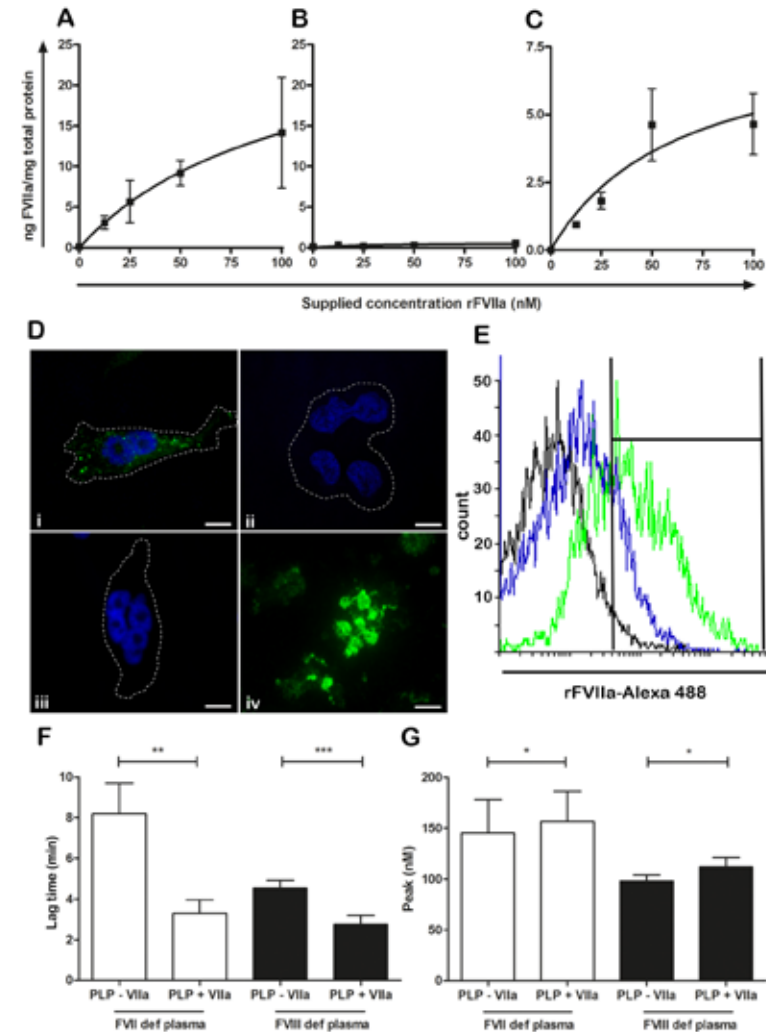 A
B
C
ng FVIIa/mg total protein
25
20
15
10
5
0
0 25 50 75 100
25
20
15
10
5
0
0 25 50 75 100
7.5
5.0
2.5
0.0
0 25 50 75 100
Supplied concentration rFVIIa (nM)
D
i
ii
iii
iv
E
count
50
40
30
20
10
rFVIIa-Alexa 488
F
Lag time (min)
10
8
6
4
2
0
**
***
PLP - VIIa PLP + VIIa PLP - VIIa PLP + VIIa
FVII def plasma FVIII def plasma
G
Peak (nM)
200
150
100
50
0
*
*
PLP - VIIa PLP + VIIa PLP - VIIa PLP + VIIa
FVII def plasma FVIII def plasma